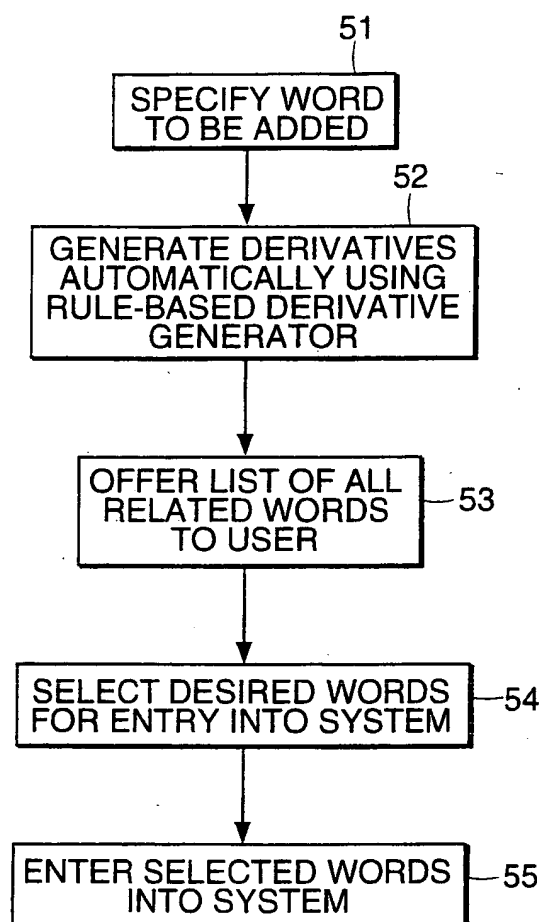 51
SPECIFY WORD
TO BE ADDED
52
GENERATE DERIVATIVES
AUTOMATICALLY USING
RULE-BASED DERIVATIVE
GENERATOR
OFFER LIST OF ALL
RELATED WORDS
TO USER
53
SELECT DESIRED WORDS
FOR ENTRY INTO SYSTEM
54
ENTER SELECTED WORDS
INTO SYSTEM
55